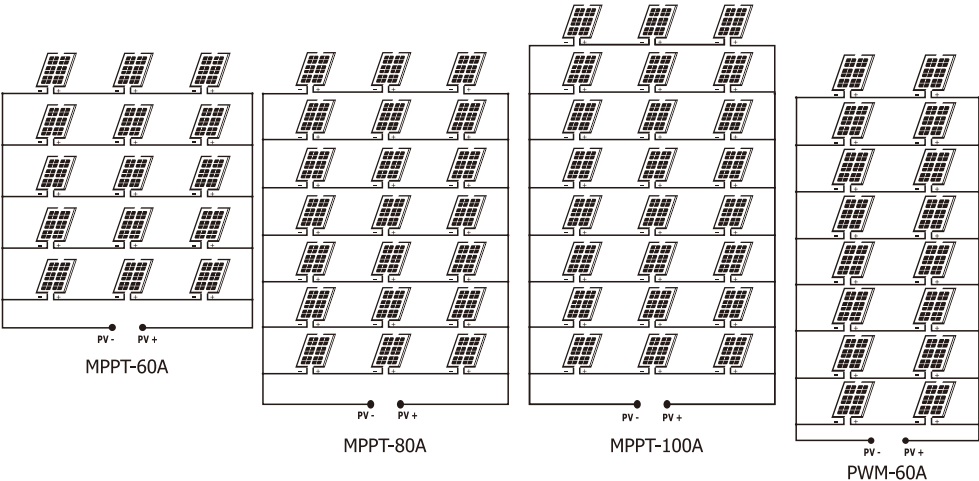 PV - PV +
MPPT-60A
PV - PV +
MPPT-80A
PV - PV +
MPPT-100A
PV - PV +
PWM-60A